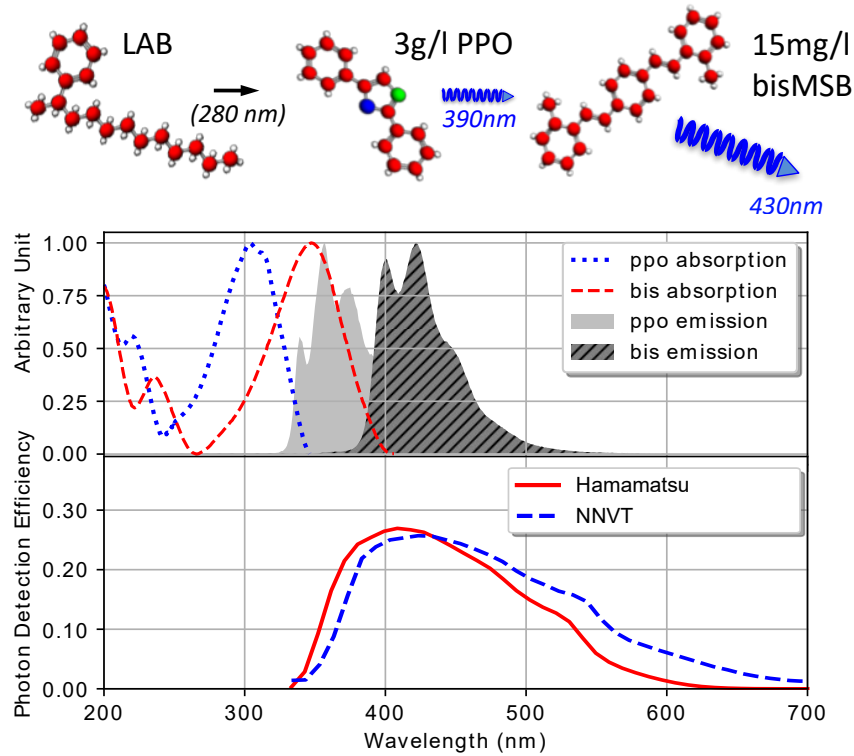 LAB
3g/l PPO
15mg/l
bisMSB
(280 nm)
390nm
430nm
Arbitrary Unit
1.00
0.75
0.50
0.25
0.00
ppo absorption
bis absorption
ppo emission
bis emission
Photon Detection Efficiency
0.30
0.20
0.10
0.00
Hamamatsu
NNVT
200
300
400
500
600
700
Wavelength (nm)